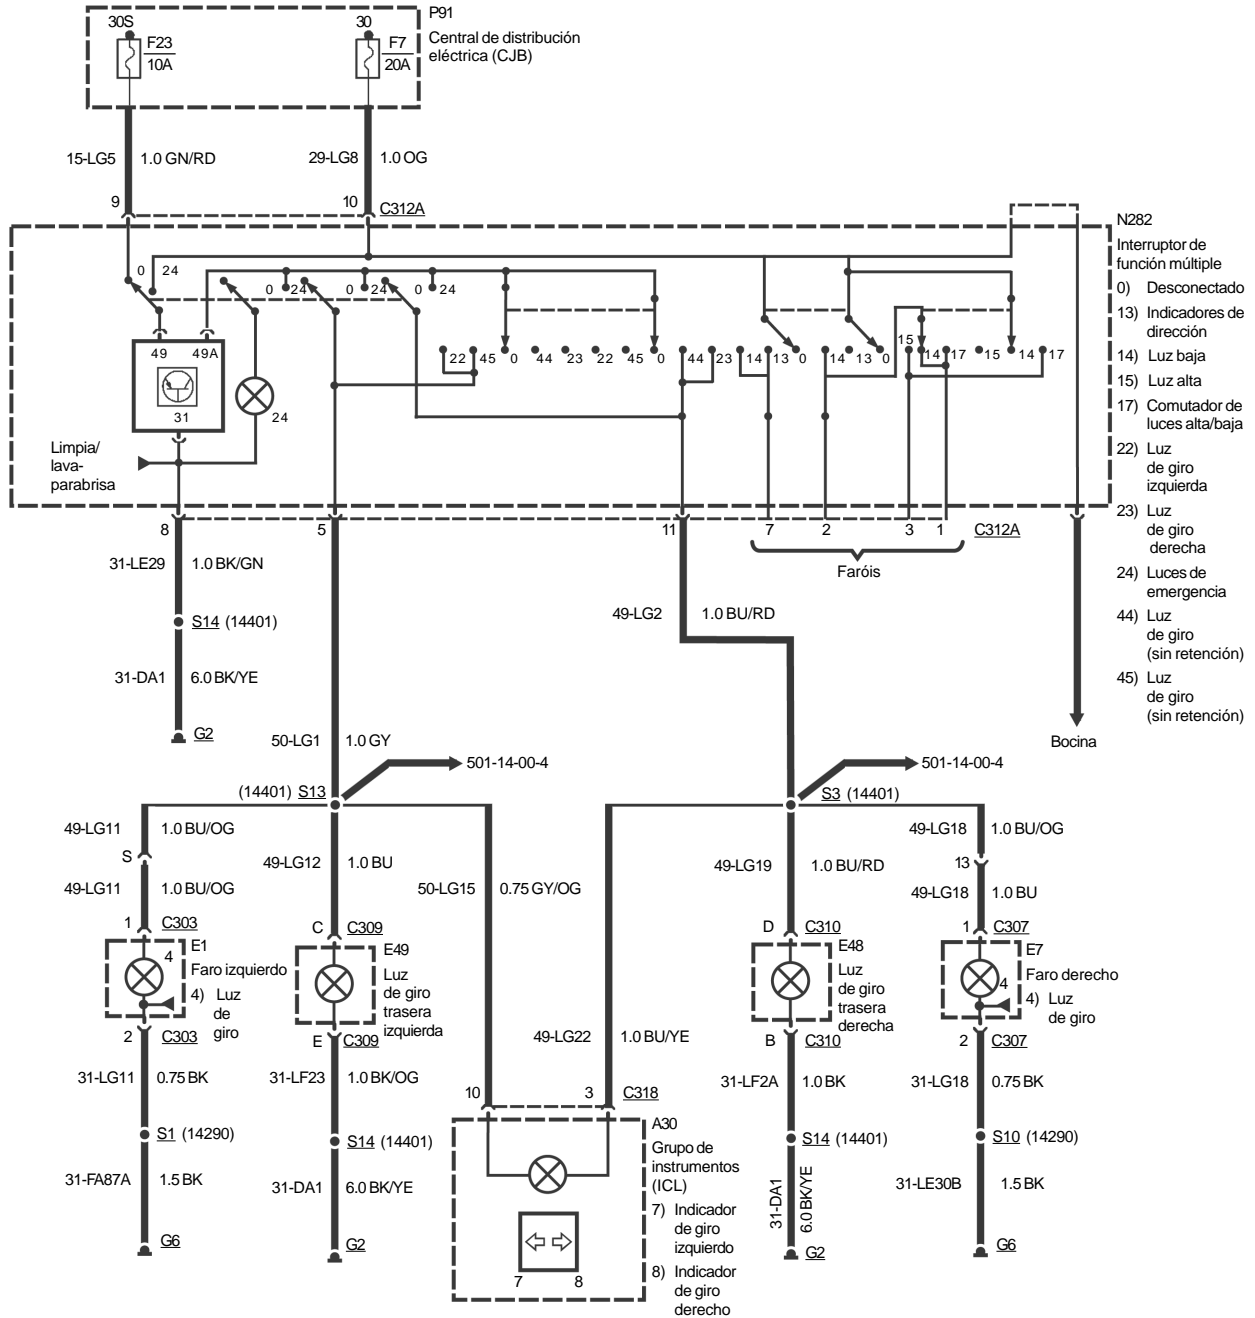 P91
Central de distribución
eléctrica (CJB)
30S
30
F23
10A
F7
20A
15-LG5 1.0 GN/RD
29-LG8 1.0 OG
9
10
C312A
N282
Interruptor de
función múltiple
0) Desconectado
13) Indicadores de
dirección
14) Luz baja
15) Luz alta
17) Comutador de
luces alta/baja
22) Luz
de giro
izquierda
23) Luz
de giro
derecha
24) Luces de
emergencia
44) Luz
de giro
(sin retención)
45) Luz
de giro
(sin retención)
0 24
0 24
0 24
0 24
49 49A
31
24
22 45 0 44 23 22 45 0 44 23 14 13 0 14 13 0 15 14 17 15 14 17
Limpia/
lava-
parabrisa
8 5 11 7 2 3 1 C312A
Faróis
31-LE29 1.0 BK/GN
S14 (14401)
31-DA1 6.0 BK/YE
G2
49-LG2 1.0 BU/RD
Bocina
50-LG1 1.0 GY
501-14-00-4
501-14-00-4
(14401) S13
S3 (14401)
49-LG11 1.0 BU/OG
S
49-LG11 1.0 BU/OG
49-LG12 1.0 BU
50-LG15 0.75 GY/OG
49-LG19 1.0 BU/RD
49-LG18 1.0 BU/OG
13
49-LG18 1.0 BU
1 C303
E1
4
Faro izquierdo
4) Luz
de
giro
2 C303
C C309
E49
Luz
de giro
trasera
izquierda
E C309
D C310
E48
Luz
de giro
trasera
derecha
B C310
1 C307
E7
4
Faro derecho
4) Luz
de giro
2 C307
49-LG22 1.0 BU/YE
31-LG11 0.75 BK
31-LF23 1.0 BK/OG
31-LF2A 1.0 BK
31-LG18 0.75 BK
10
3 C318
S1 (14290)
S14 (14401)
S14 (14401)
S10 (14290)
31-FA87A 1.5 BK
31-DA1 6.0 BK/YE
31-DA1
6.0 BK/YE
31-LE30B 1.5 BK
G6
G2
G2
G6
A30
Grupo de
instrumentos
(ICL)
7) Indicador
de giro
izquierdo
8) Indicador
de giro
derecho
7 8